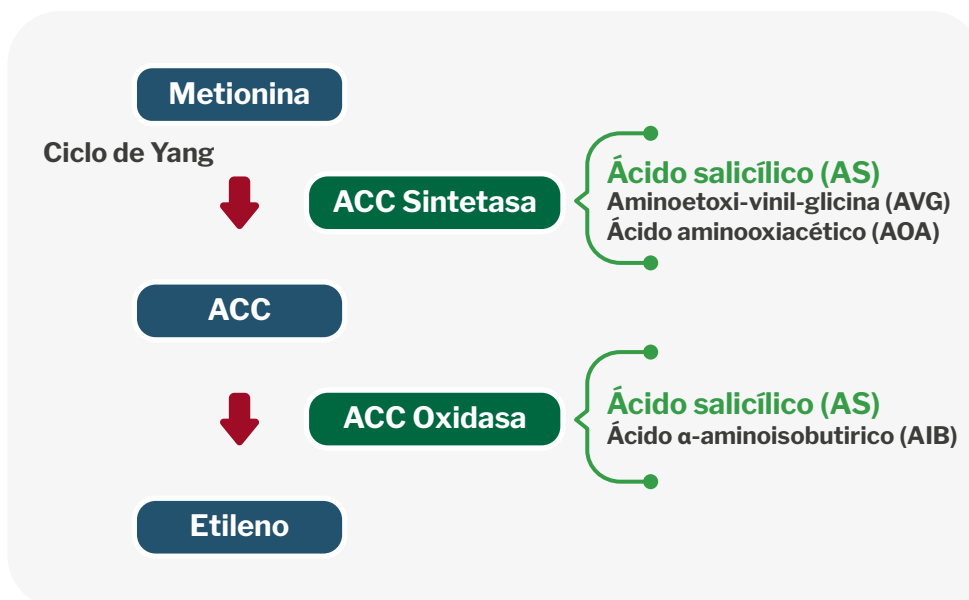 Metionina
Ciclo de Yang
ACC Sintetasa
Ácido salicílico (AS)
Aminoetoxi-vinil-glicina (AVG)
Ácido aminooxiacético (AOA)
ACC
ACC Oxidasa
Ácido salicílico (AS)
Ácido α-aminoisobutirico (AIB)
Etileno